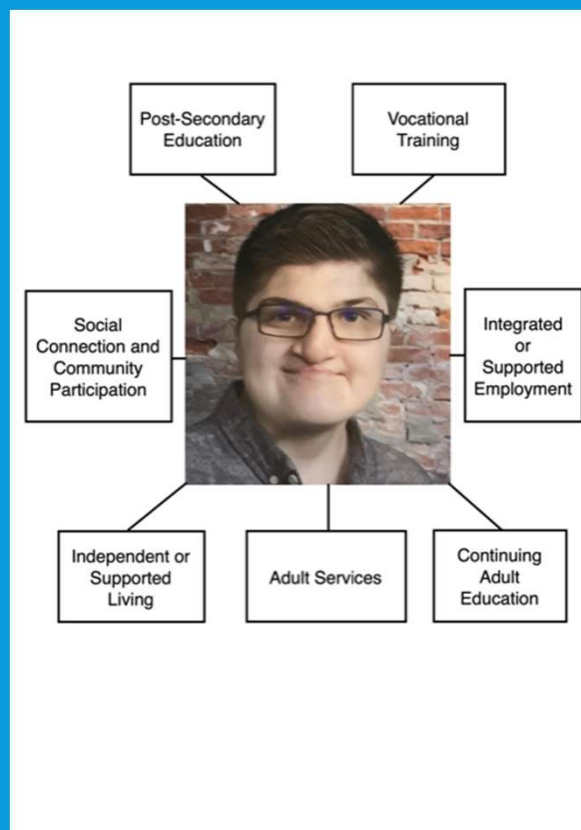 Post-Secondary
Education
Vocational
Training
Social
Connection and
Community
Participation
Integrated
or
Supported
Employment
Independent or
Supported
Living
Adult Services
Continuing
Adult
Education